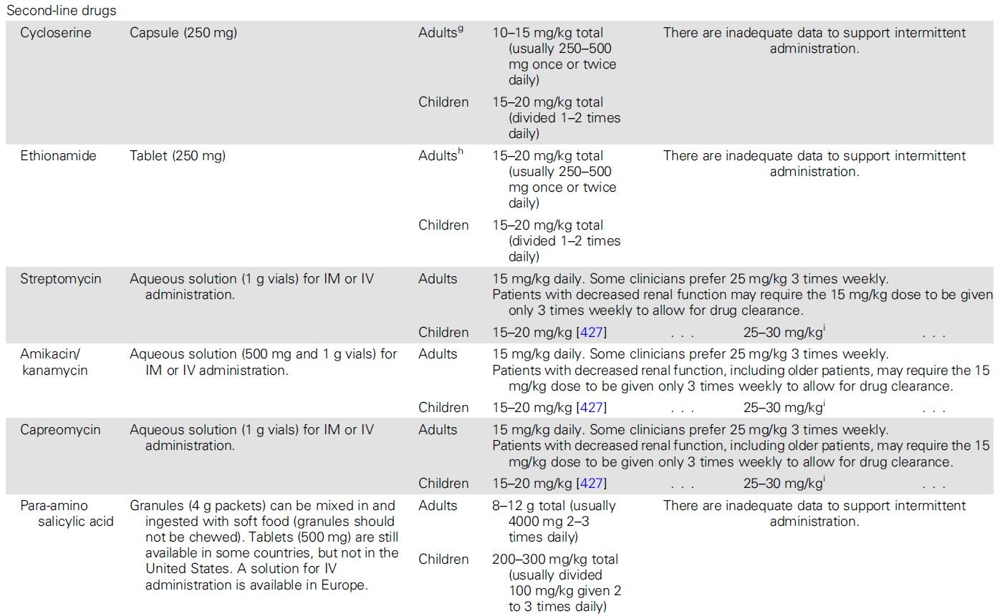 Second-line drugs
Cycloserine Capsule (250 mg) Adultsg 10–15 mg/kg total There are inadequate data to support intermittent
(usually 250–500 administration.
mg once or twice
daily)
Children 15–20 mg/kg total
(divided 1–2 times
daily)
Ethionamide Tablet (250 mg) Adultsh 15–20 mg/kg total There are inadequate data to support intermittent
(usually 250–500 administration.
mg once or twice
daily)
Children 15–20 mg/kg total
(divided 1–2 times
daily)
Streptomycin Aqueous solution (1 g vials) for IM or IV Adults 15 mg/kg daily. Some clinicians prefer 25 mg/kg 3 times weekly.
administration. Patients with decreased renal function may require the 15 mg/kg dose to be given
only 3 times weekly to allow for drug clearance.
Children 15–20 mg/kg [427] . . . 25–30 mg/kgi . . .
Amikacin/ Aqueous solution (500 mg and 1 g vials) for Adults 15 mg/kg daily. Some clinicians prefer 25 mg/kg 3 times weekly.
kanamycin IM or IV administration. Patients with decreased renal function, including older patients, may require the 15
mg/kg dose to be given only 3 times weekly to allow for drug clearance.
Children 15–20 mg/kg [427] . . . 25–30 mg/kgi . . .
Capreomycin Aqueous solution (1 g vials) for IM or IV Adults 15 mg/kg daily. Some clinicians prefer 25 mg/kg 3 times weekly.
administration. Patients with decreased renal function, including older patients, may require the 15
mg/kg dose to be given only 3 times weekly to allow for drug clearance.
Children 15–20 mg/kg [427] . . . 25–30 mg/kgi . . .
Para-amino Granules (4 g packets) can be mixed in and Adults 8–12 g total (usually There are inadequate data to support intermittent
salicylic acid ingested with soft food (granules should 4000 mg 2–3 administration.
not be chewed). Tablets (500 mg) are still times daily)
available in some countries, but not in the Children 200–300 mg/kg total
United States. A solution for IV (usually divided
administration is available in Europe. 100 mg/kg given 2
to 3 times daily)